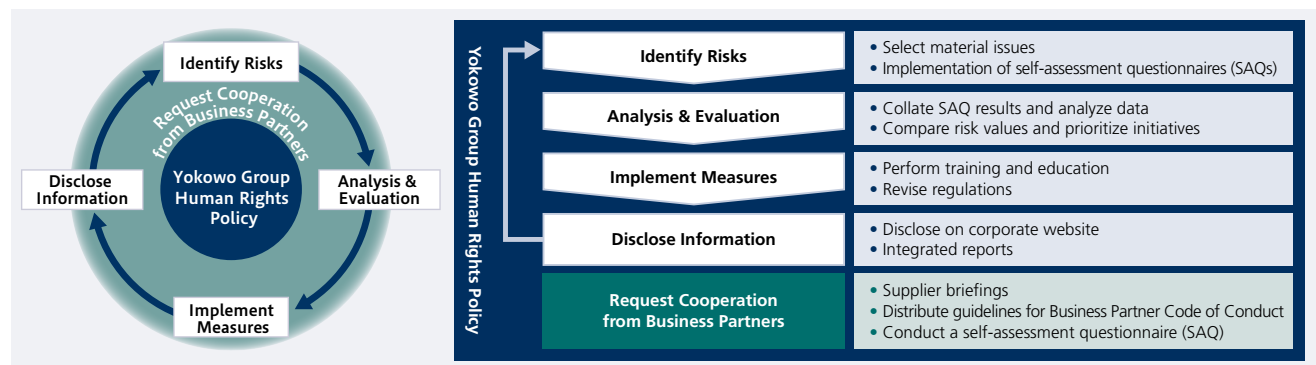 Identify Risks
Request Cooperation
from Business Partners
Yokowo Group
Human Rights
Policy
Disclose
Information
Analysis &
Evaluation
Implement
Measures
Yokowo Group Human Rights Policy
Identify Risks
• Select material issues
• Implementation of self-assessment questionnaires (SAQs)
Analysis & Evaluation
• Collate SAQ results and analyze data
• Compare risk values and prioritize initiatives
Implement Measures
• Perform training and education
• Revise regulations
Disclose Information
• Disclose on corporate website
• Integrated reports
Request Cooperation
from Business Partners
• Supplier briefings
• Distribute guidelines for Business Partner Code of Conduct
• Conduct a self-assessment questionnaire (SAQ)